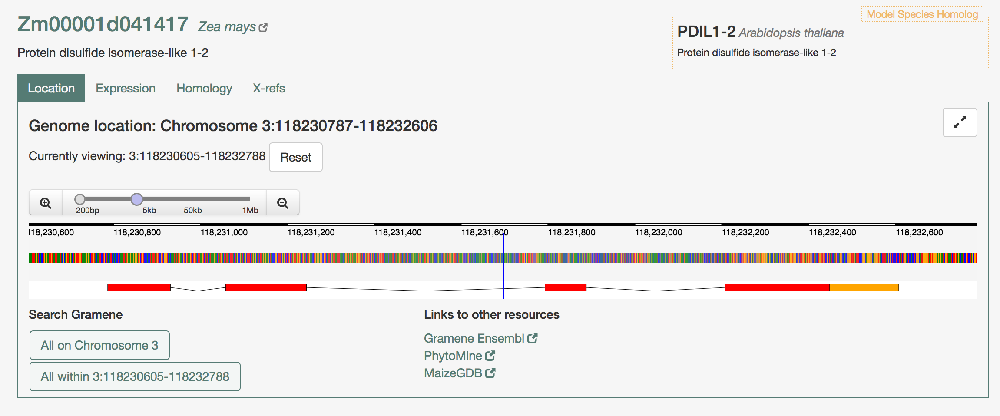 Zm00001d041417 Zea mays
Protein disulfide isomerase-like 1-2
Model Species Homolog
PDIL1-2 Arabidopsis thaliana
Protein disulfide isomerase-like 1-2
Location Expression Homology X-refs
Genome location: Chromosome 3:118230787-118232606
Currently viewing: 3:118230605-118232788 Reset
200bp 5kb 50kb 1Mb
118,230,600 118,230,800 118,231,000 118,231,200 118,231,400 118,231,600 118,231,800 118,232,000 118,232,200 118,232,400 118,232,600
Search Gramene
All on Chromosome 3
All within 3:118230605-118232788
Links to other resources
Gramene Ensembl
PhytoMine
MaizeGDB